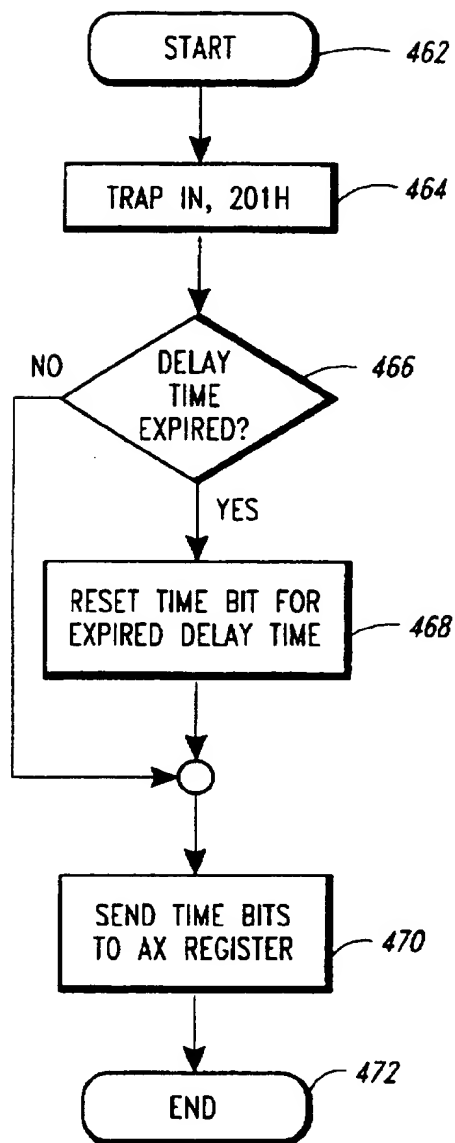 START
462
TRAP IN, 201H
464
DELAY
TIME
EXPIRED?
466
NO
YES
RESET TIME BIT FOR
EXPIRED DELAY TIME
468
SEND TIME BITS
TO AX REGISTER
470
END
472